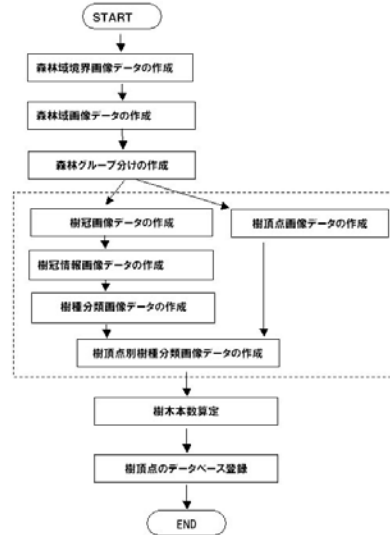 START
森林域境界画像データの作成
森林域画像データの作成
森林グループ分けの作成
樹冠画像データの作成
樹頂点画像データの作成
樹冠情報画像データの作成
樹種分類画像データの作成
樹頂点別樹種分類画像データの作成
樹木本数算定
樹頂点のデータベース登録
END